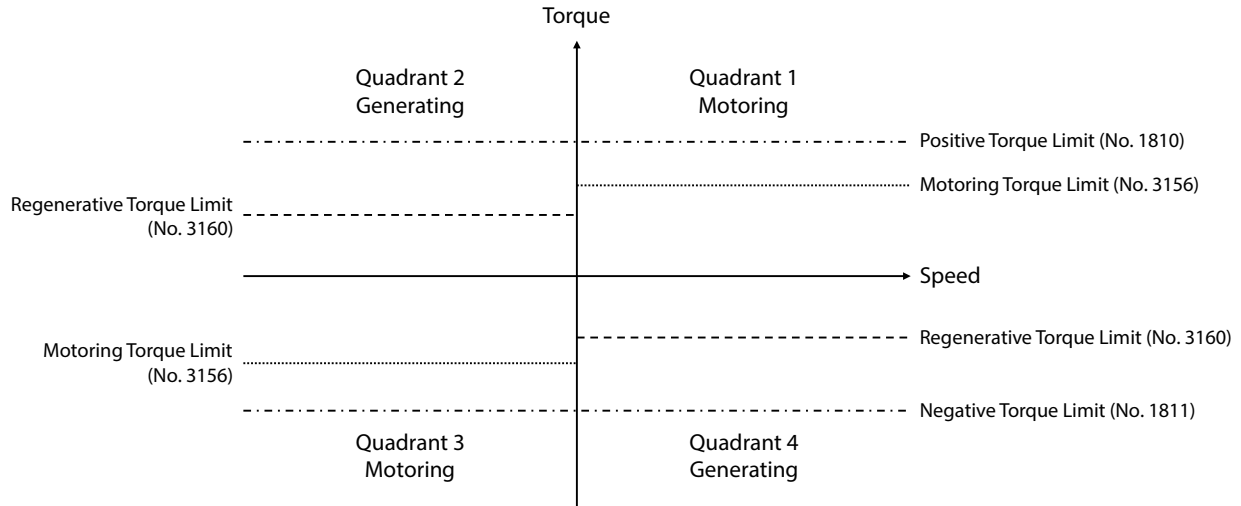 Torque
Quadrant 2
Generating
Quadrant 1
Motoring
Positive Torque Limit (No. 1810)
Motoring Torque Limit (No. 3156)
Regenerative Torque Limit
(No. 3160)
Speed
Regenerative Torque Limit (No. 3160)
Motoring Torque Limit
(No. 3156)
Negative Torque Limit (No. 1811)
Quadrant 3
Motoring
Quadrant 4
Generating